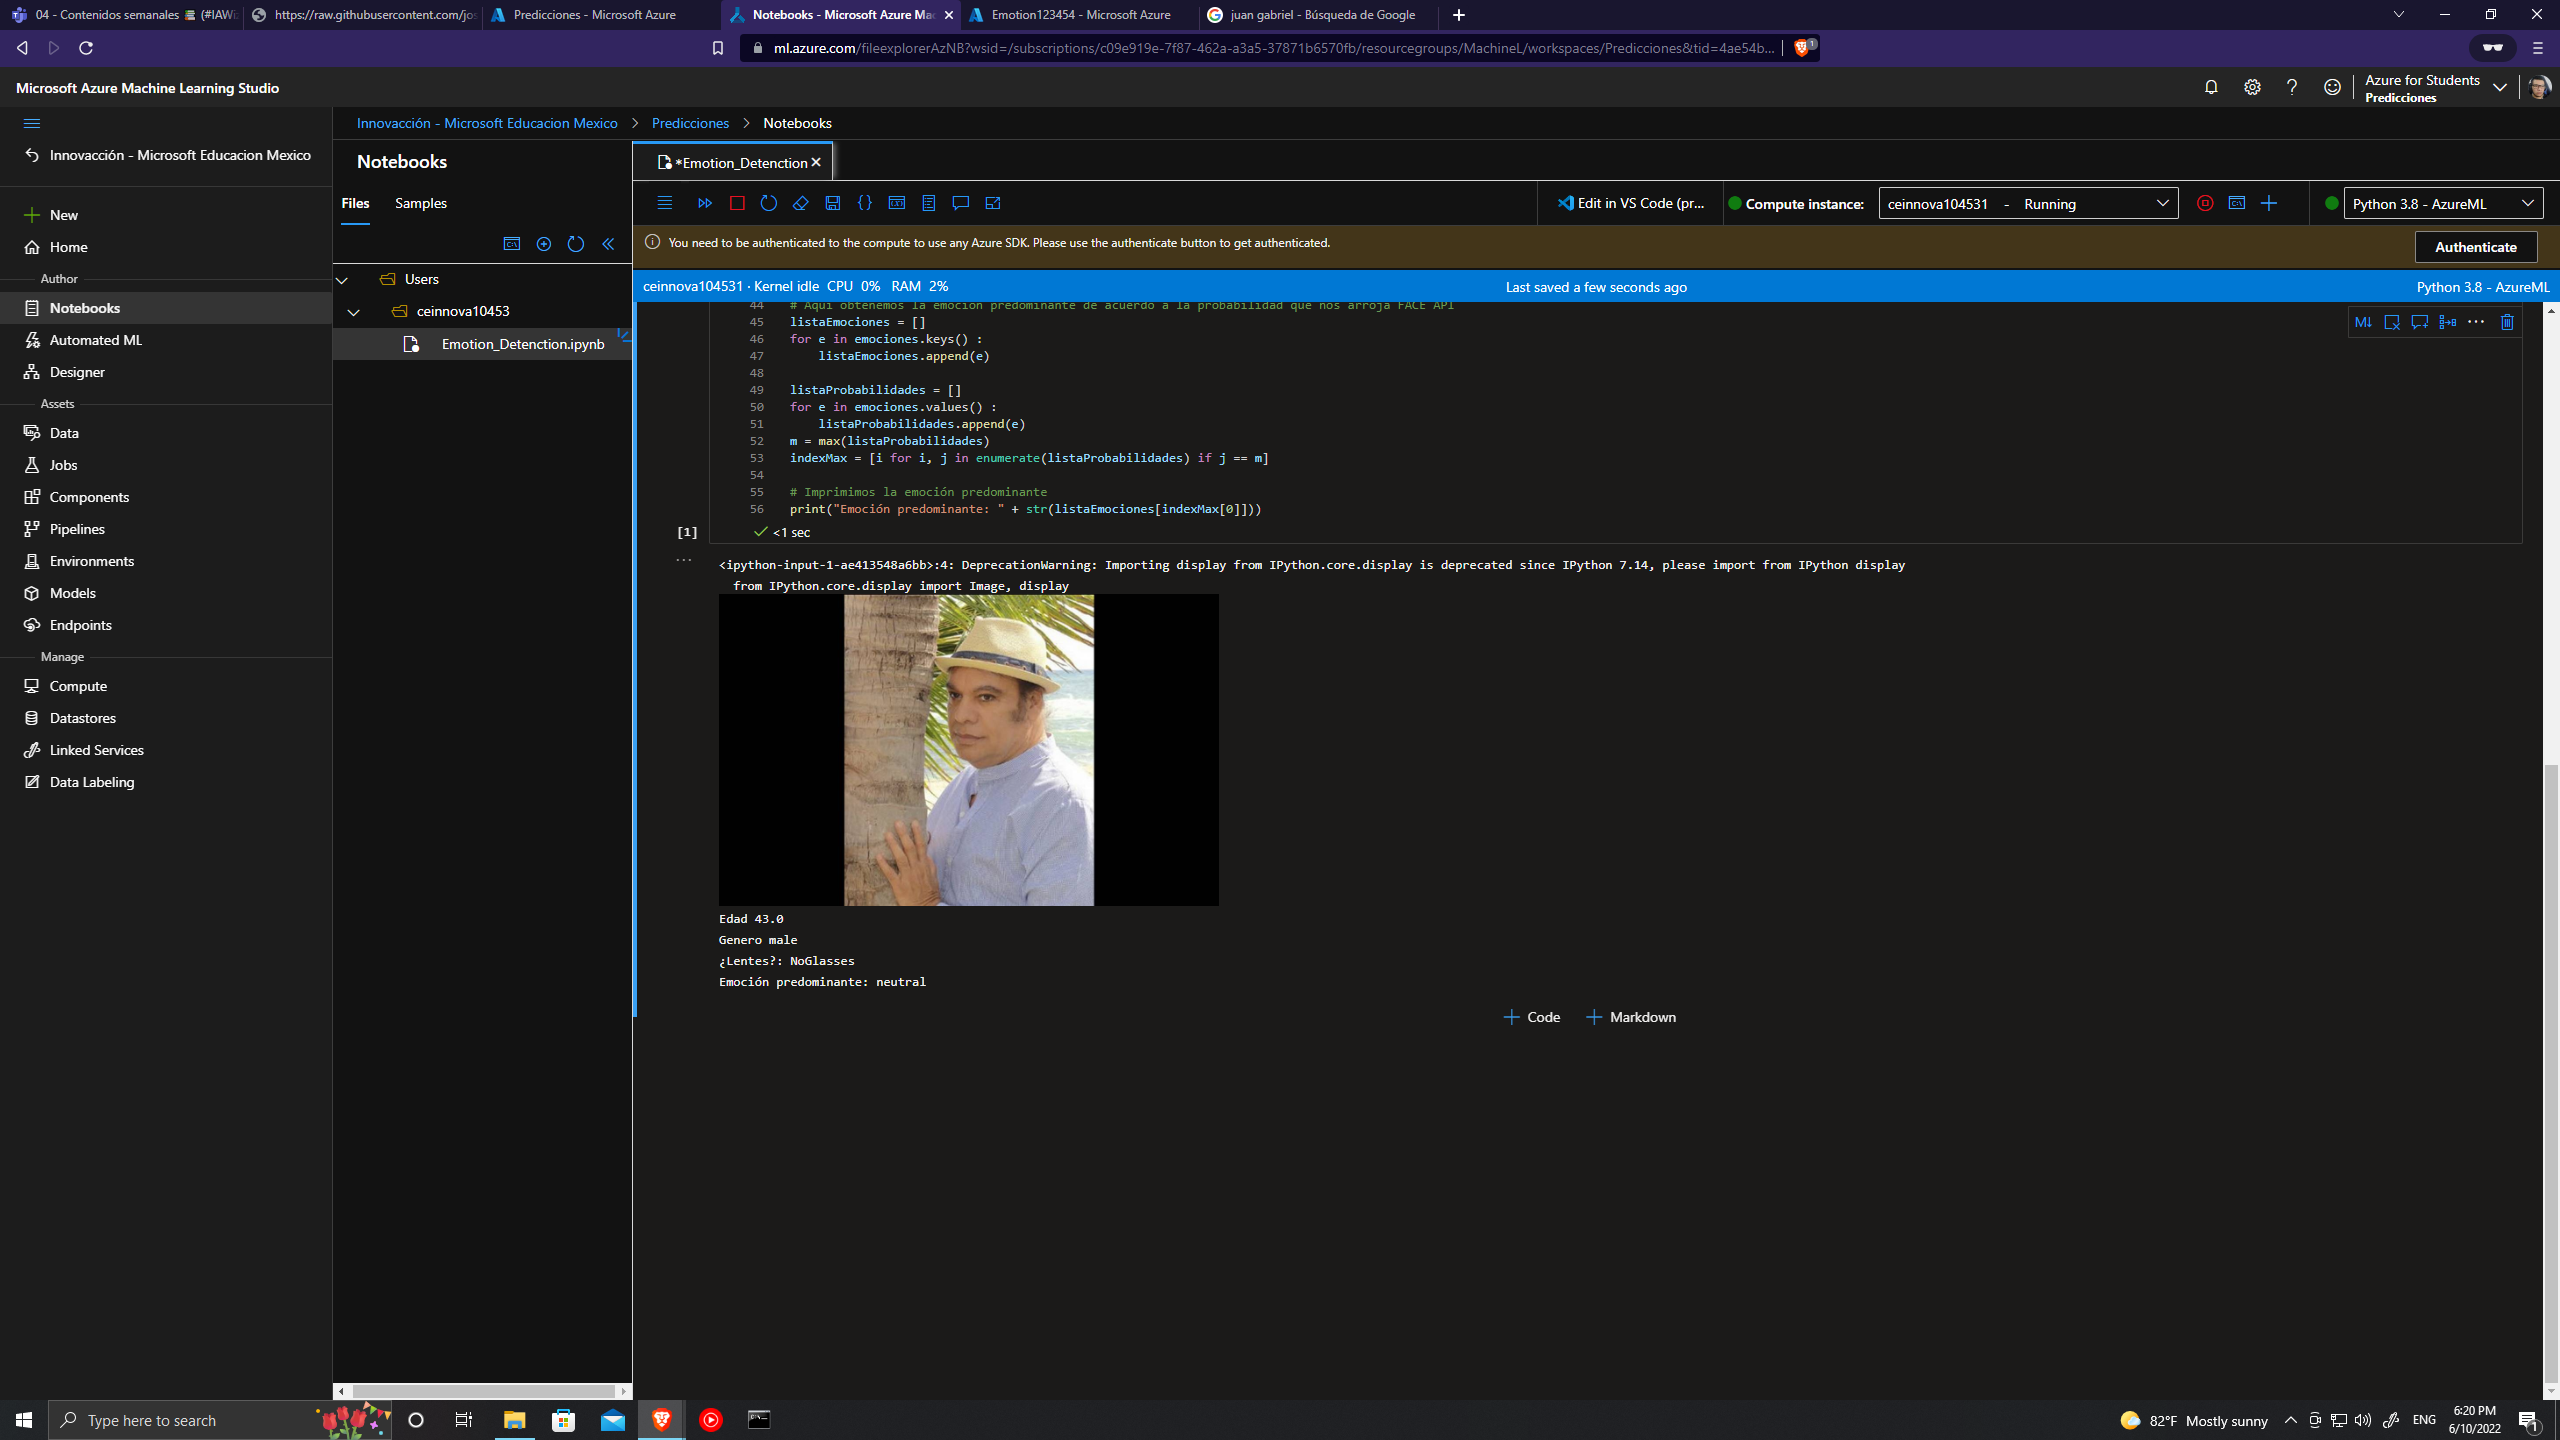 04 - Contenidos semanales
(#IAWi
https://raw.githubusercontent.com/jos
Predicciones - Microsoft Azure
Notebooks - Microsoft Azure Mac
Emotion123454 - Microsoft Azure
juan gabriel - Búsqueda de Google
ml.azure.com/fileexplorerAzNB?wsid=/subscriptions/c09e919e-7f87-462a-a3a5-37871b6570fb/resourcegroups/MachineL/workspaces/Predicciones&tid=4ae54b...
1
Microsoft Azure Machine Learning Studio
Azure for Students
Predicciones
Innovacción - Microsoft Educacion Mexico > Predicciones > Notebooks
Innovacción - Microsoft Educacion Mexico
New
Home
Author
Notebooks
Automated ML
Designer
Assets
Data
Jobs
Components
Pipelines
Environments
Models
Endpoints
Manage
Compute
Datastores
Linked Services
Data Labeling
Notebooks
Files
Samples
Users
ceinnova10453
Emotion_Detenction.ipynb
*Emotion_Detenction
Edit in VS Code (pr...
Compute instance:
ceinnova104531 - Running
Python 3.8 - AzureML
You need to be authenticated to the compute to use any Azure SDK. Please use the authenticate button to get authenticated.
Authenticate
ceinnova104531 · Kernel idle CPU 0% RAM 2%
Last saved a few seconds ago
Python 3.8 - AzureML
44 # Aqui obtenemos la emoción predominante de acuerdo a la probabilidad que nos arroja FACE API
45 listaEmociones = []
46 for e in emociones.keys() :
47 listaEmociones.append(e)
48
49 listaProbabilidades = []
50 for e in emociones.values() :
51 listaProbabilidades.append(e)
52 m = max(listaProbabilidades)
53 indexMax = [i for i, j in enumerate(listaProbabilidades) if j == m]
54
55 # Imprimimos la emoción predominante
56 print("Emoción predominante: " + str(listaEmociones[indexMax[0]]))
M↓
[1]
<1 sec
<ipython-input-1-ae413548a6bb>:4: DeprecationWarning: Importing display from IPython.core.display is deprecated since IPython 7.14, please import from IPython display
from IPython.core.display import Image, display
Edad 43.0
Genero male
¿Lentes?: NoGlasses
Emoción predominante: neutral
Code
Markdown
Type here to search
82°F Mostly sunny
ENG
6:20 PM
6/10/2022
1